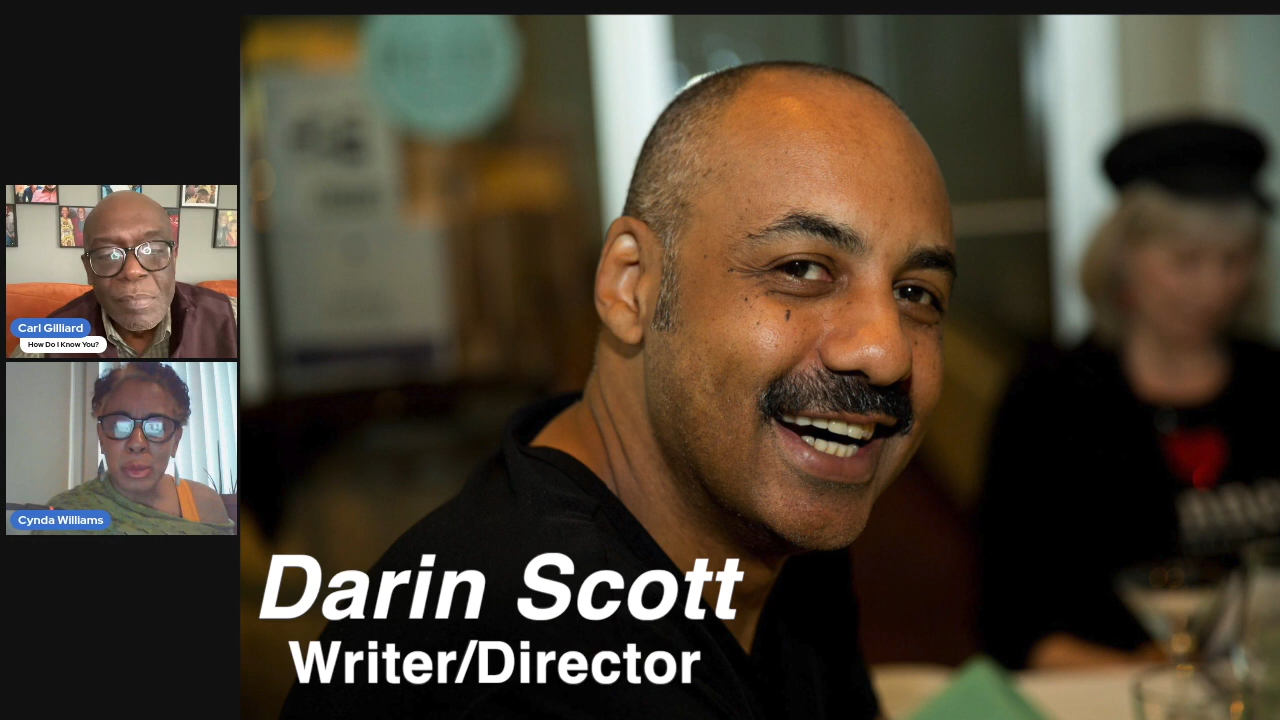 Carl Gilliard
How Do I Know You?
Cynda Williams
Darin Scott
Writer/Director